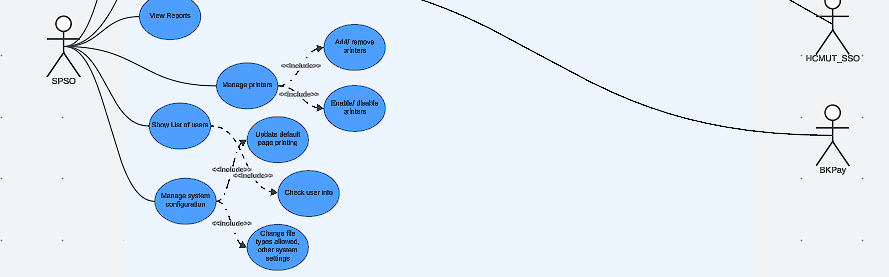 View Reports
SPSO
Add/ remove
printers
<<Include>>
Manage printers
<<Include>>
Enable/ disable
printers
HCMUT_SSO
BKPay
Show List of users
Update default
page printing
<<Include>>
<<Include>>
Manage system
configuration
Check user info
<<Include>>
Change file
types allowed,
other system
settings